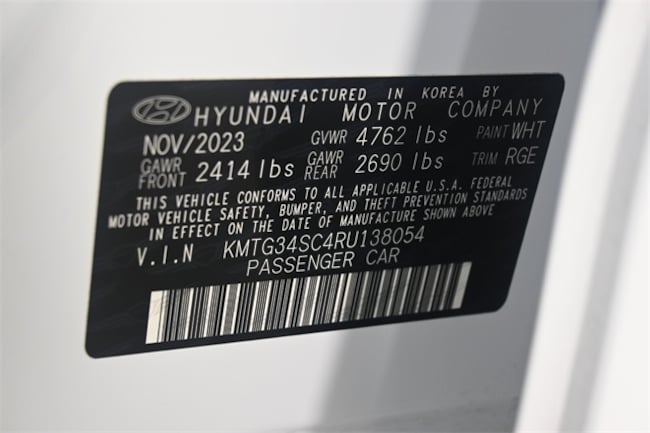 MANUFACTURED IN KOREA BY
HYUNDAI MOTOR COMPANY
NOV/2023 GVWR 4762 lbs PAINT WHT
GAWR FRONT 2414 lbs GAWR REAR 2690 lbs TRIM RGE
THIS VEHICLE CONFORMS TO ALL APPLICABLE U.S.A. FEDERAL
MOTOR VEHICLE SAFETY, BUMPER, AND THEFT PREVENTION STANDARDS
IN EFFECT ON THE DATE OF MANUFACTURE SHOWN ABOVE
V.I.N KMTG34SC4RU138054
PASSENGER CAR